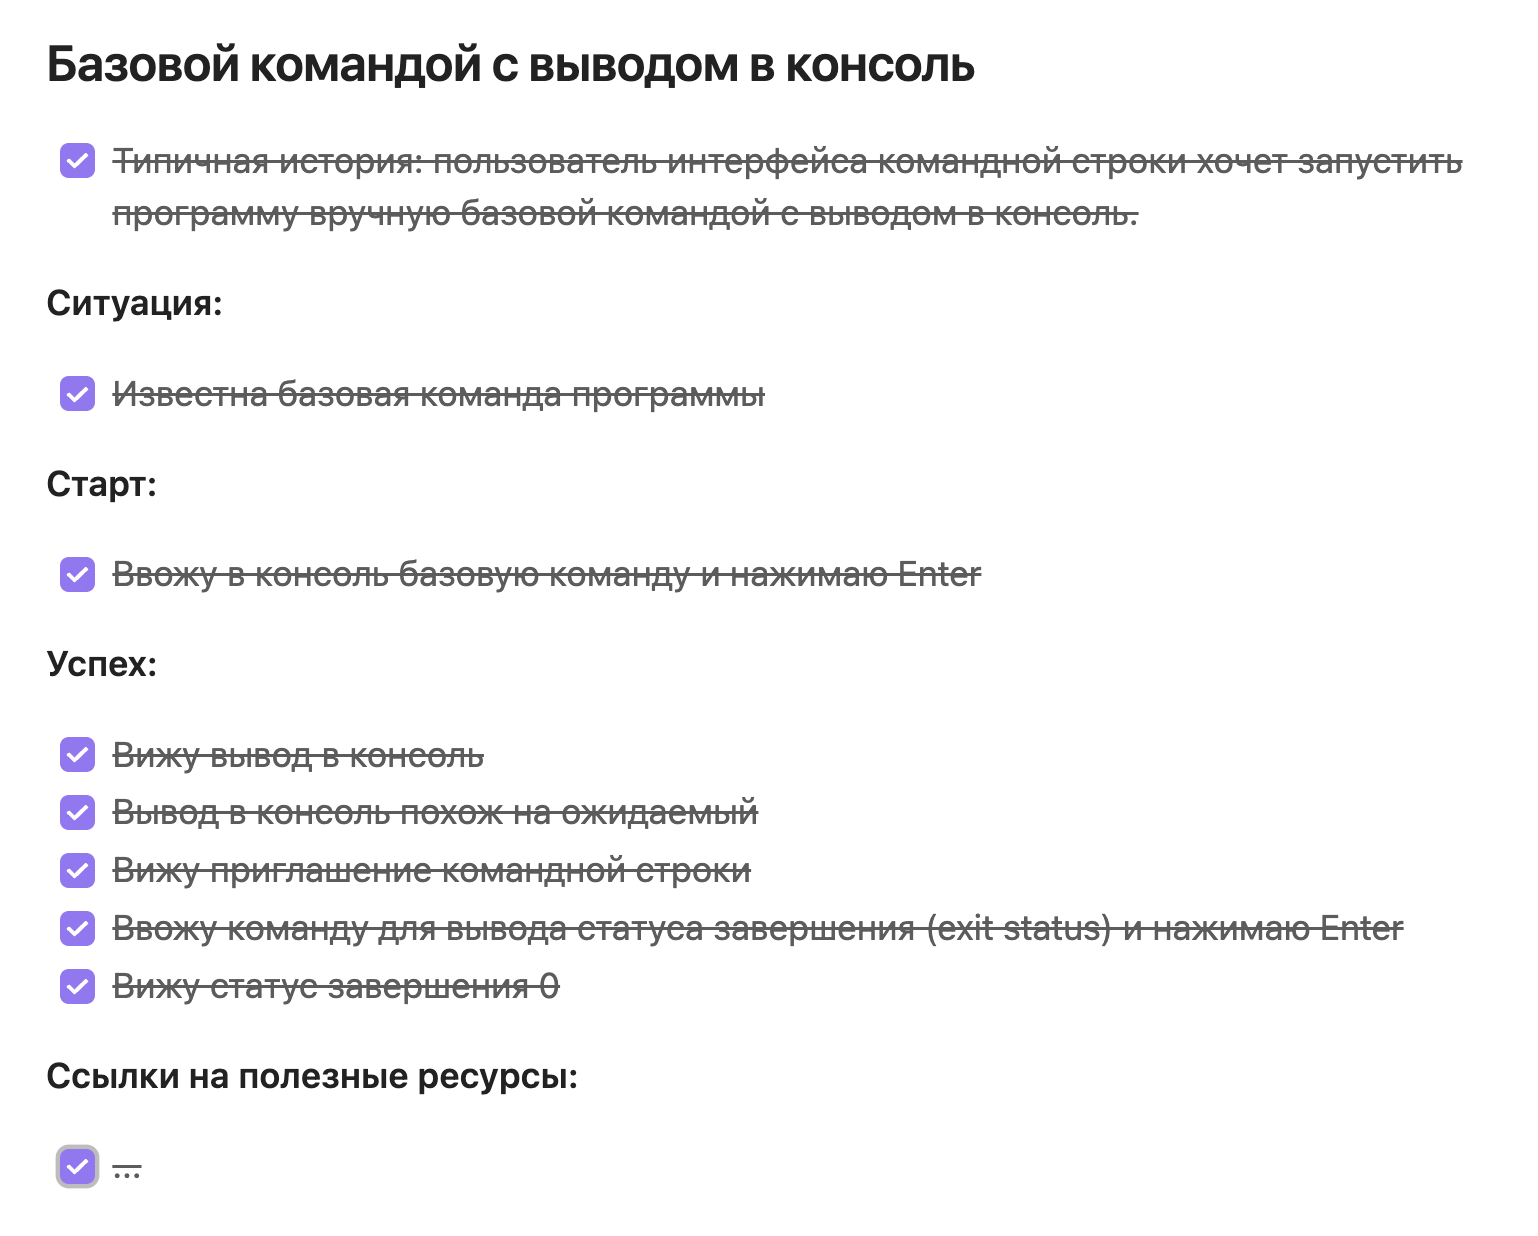 Базовой командой с выводом в консоль
Типичная история: пользователь интерфейса командной строки хочет запустить
программу вручную базовой командой с выводом в консоль.
Ситуация:
Известна базовая команда программы
Старт:
Ввожу в консоль базовую команду и нажимаю Enter
Успех:
Вижу вывод в консоль
Вывод в консоль похож на ожидаемый
Вижу приглашение командной строки
Ввожу команду для вывода статуса завершения (exit status) и нажимаю Enter
Вижу статус завершения 0
Ссылки на полезные ресурсы:
...